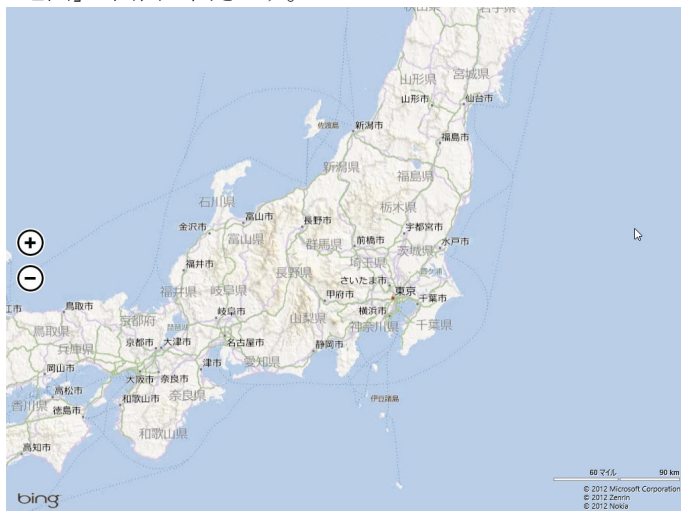 山形県
宮城県
山形市
仙台市
佐渡島
新潟市
福島市
新潟県
福島県
石川県
栃木県
金沢市
富山市
長野市
宇都宮市
水戸市
富山県
群馬県
前橋市
茨城県
福井市
長野県
埼玉県
さいたま市
福井県
岐阜県
甲府市
東京
千葉市
鳥取市
京都府
岐阜市
山梨県
横浜市
神奈川県
千葉県
鳥取県
兵庫県
京都市
大津市
名古屋市
静岡市
岡山市
津市
愛知県
大阪市
奈良市
高松市
香川県
和歌山市
奈良県
伊豆諸島
徳島市
和歌山県
高知市
60 マイル
90 km
bing
© 2012 Microsoft Corporation
© 2012 Zenrin
© 2012 Nokia